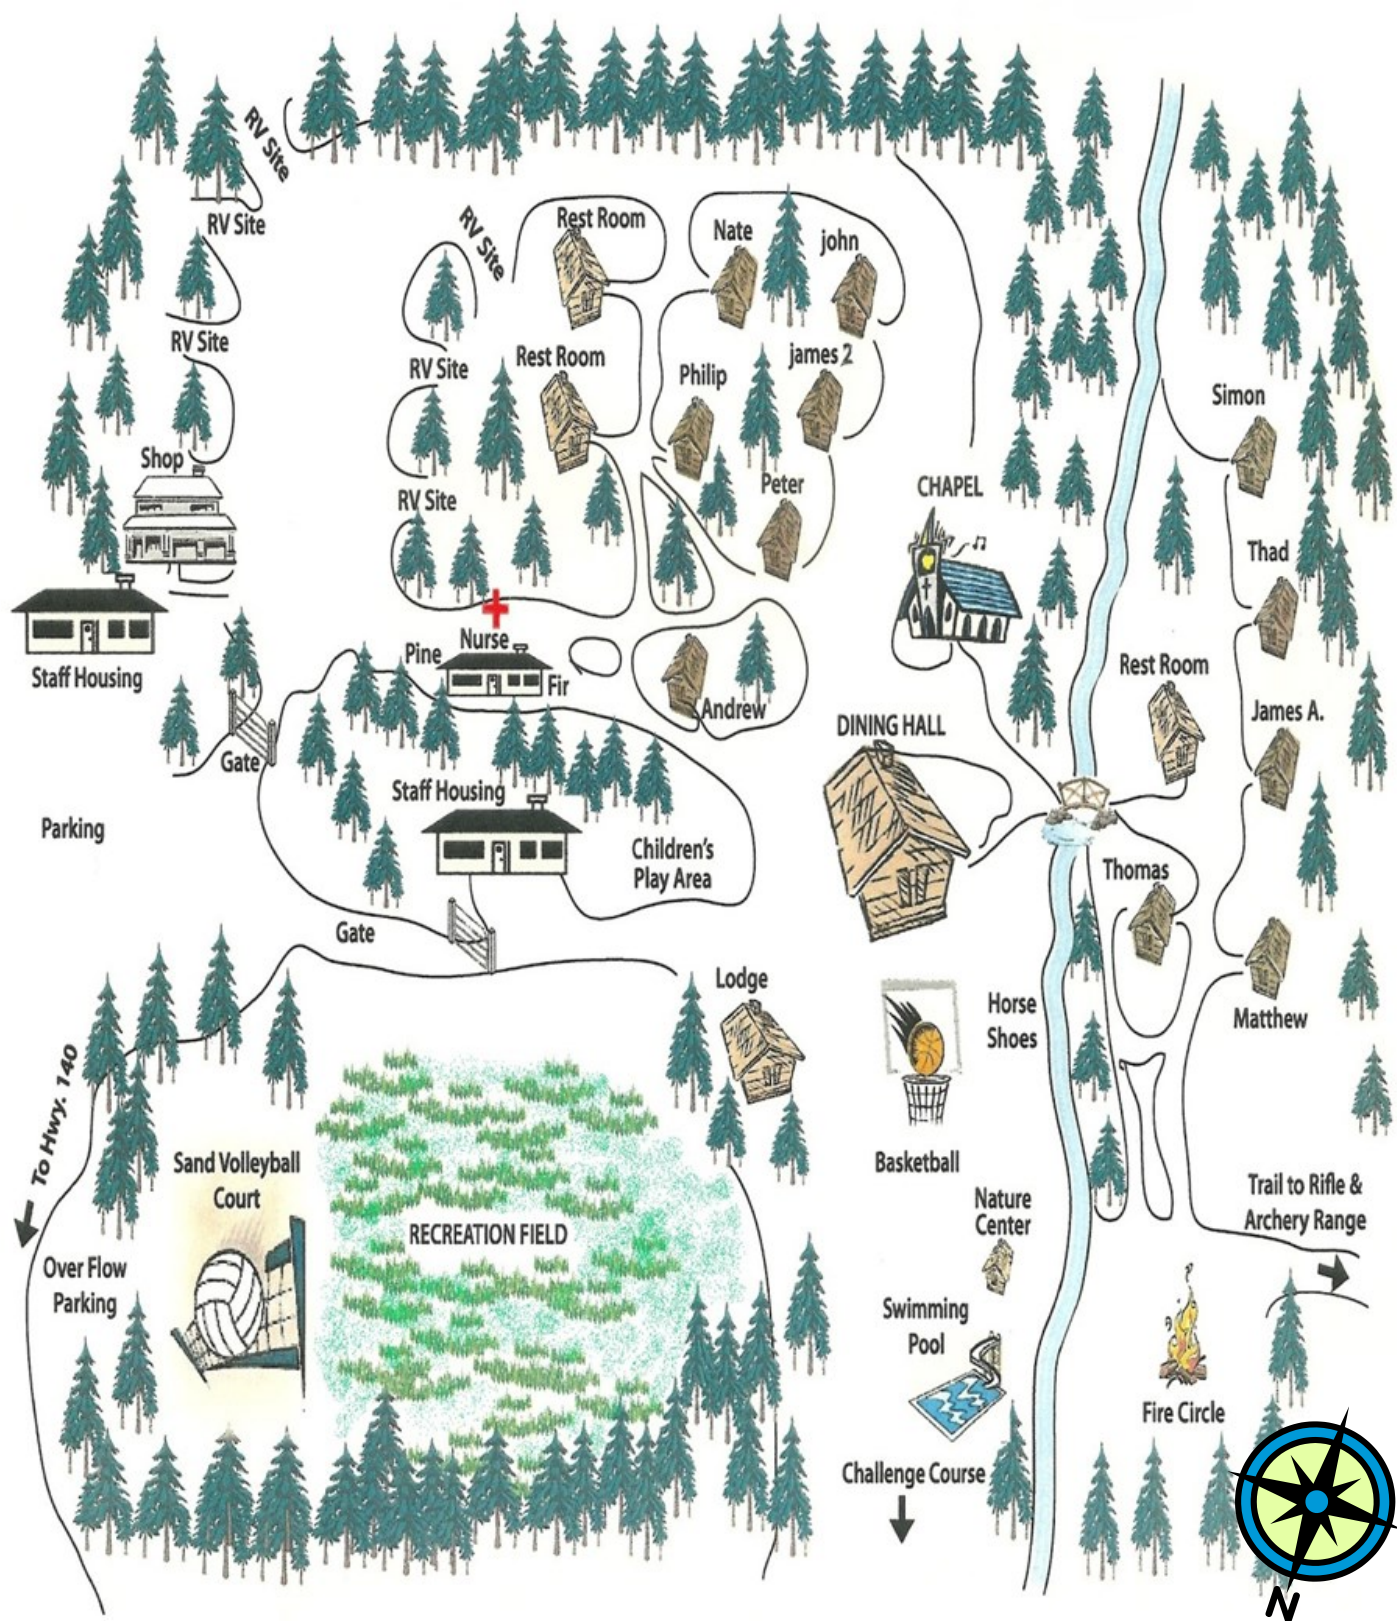 RV Site
RV Site
RV Site
Rest Room
Nate
john
RV Site
RV Site
Rest Room
Philip
james 2
Simon
Shop
RV Site
Peter
CHAPEL
Thad
Staff Housing
Pine
Nurse
Fir
Andrew
Rest Room
James A.
DINING HALL
Gate
Staff Housing
Parking
Children's
Play Area
Thomas
Gate
Lodge
Horse
Shoes
Matthew
To Hwy. 140
Sand Volleyball
Court
Basketball
Nature
Center
Trail to Rifle &
Archery Range
RECREATION FIELD
Over Flow
Parking
Swimming
Pool
Fire Circle
Challenge Course
N